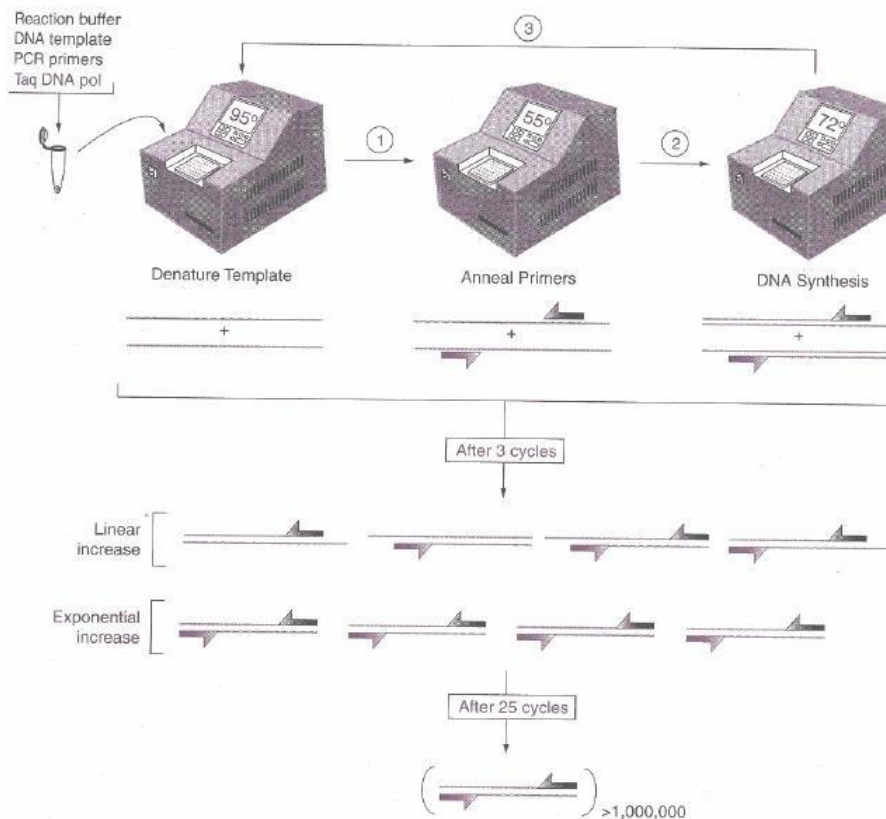 Reaction buffer
DNA template
PCR primers
Taq DNA pol
3
95°
1
55°
2
72°
Denature Template
Anneal Primers
DNA Synthesis
+
+
+
After 3 cycles
Linear
increase
Exponential
increase
After 25 cycles
>1,000,000